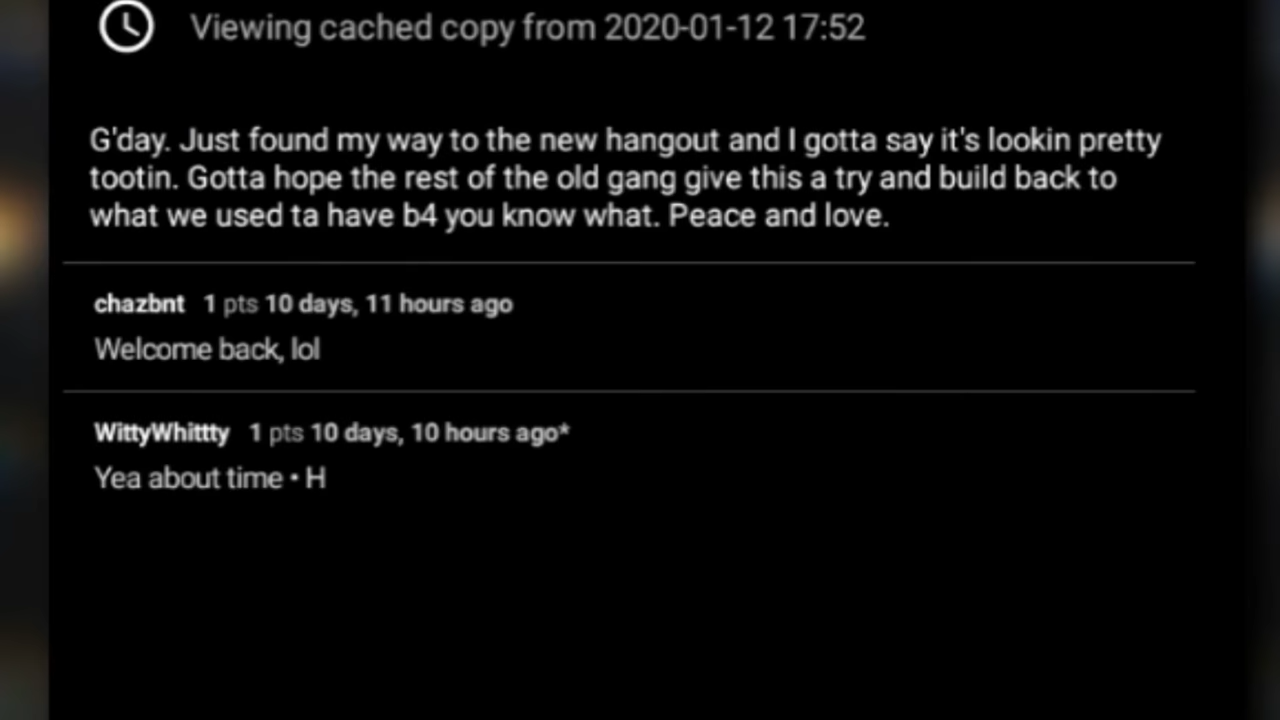 Viewing cached copy from 2020-01-12 17:52
G'day. Just found my way to the new hangout and I gotta say it's lookin pretty
tootin. Gotta hope the rest of the old gang give this a try and build back to
what we used ta have b4 you know what. Peace and love.
chazbnt 1 pts 10 days, 11 hours ago
Welcome back, lol
WittyWhittty 1 pts 10 days, 10 hours ago*
Yea about time • H